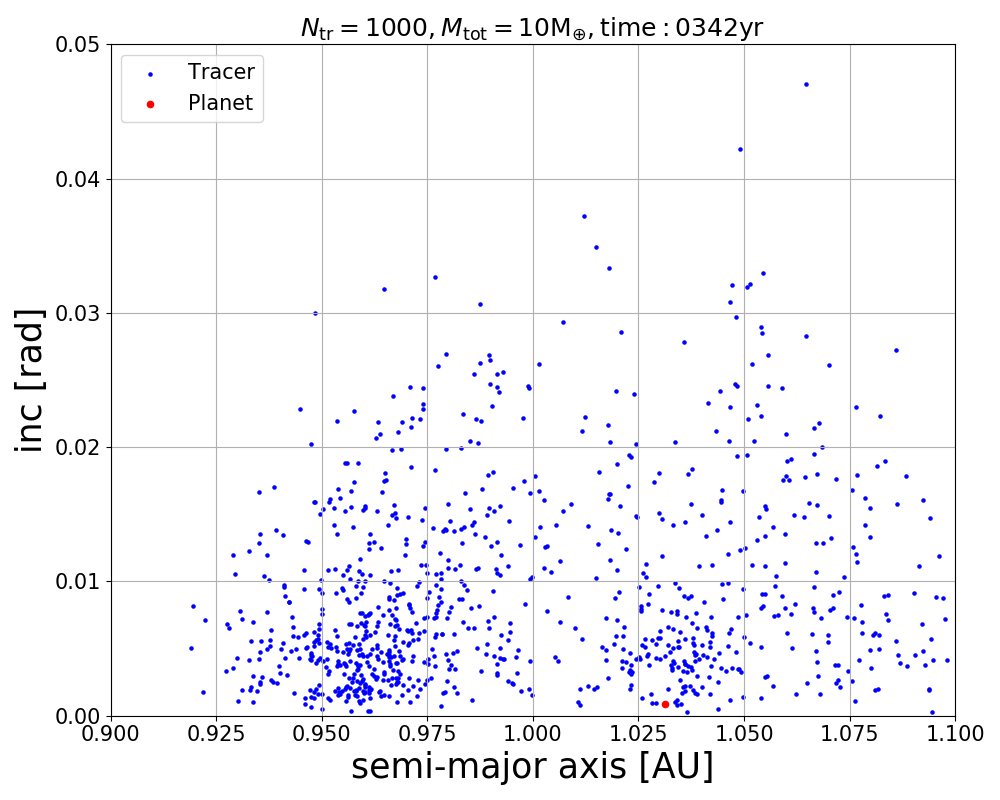 N_tr = 1000, M_tot = 10M_⊕, time : 0342yr
Tracer
Planet
0.05
0.04
0.03
0.02
0.01
0.00
inc [rad]
0.900 0.925 0.950 0.975 1.000 1.025 1.050 1.075 1.100
semi-major axis [AU]